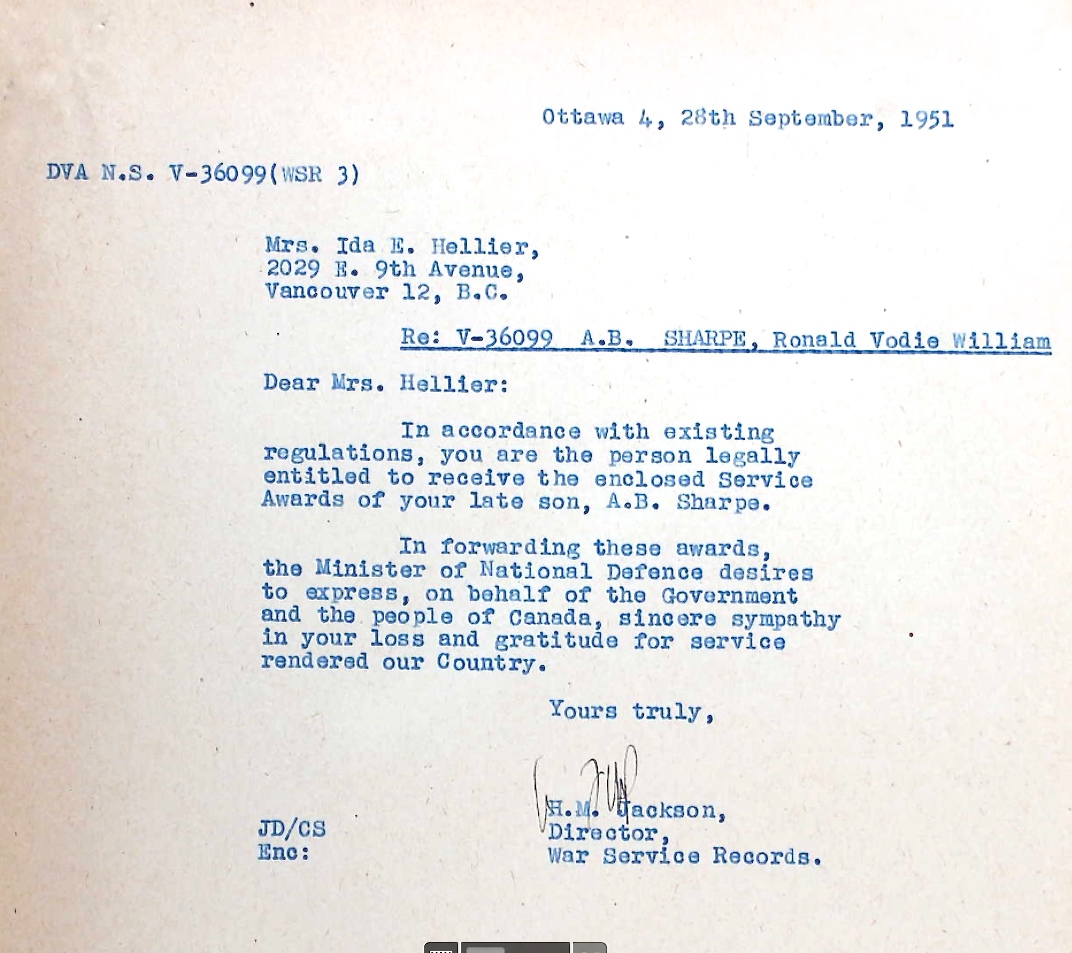 Ottawa 4, 28th September, 1951
DVA N.S. V-36099(WSR 3)
Mrs. Ida E. Hellier,
2029 E. 9th Avenue,
Vancouver 12, B.C.
Re: V-36099 A.B. SHARPE, Ronald Vodie William
Dear Mrs. Hellier:
In accordance with existing
regulations, you are the person legally
entitled to receive the enclosed Service
Awards of your late son, A.B. Sharpe.
In forwarding these awards,
the Minister of National Defence desires
to express, on behalf of the Government
and the people of Canada, sincere sympathy
in your loss and gratitude for service
rendered our Country.
Yours truly,
H.M. Jackson,
JD/CS
Director,
Enc:
War Service Records.